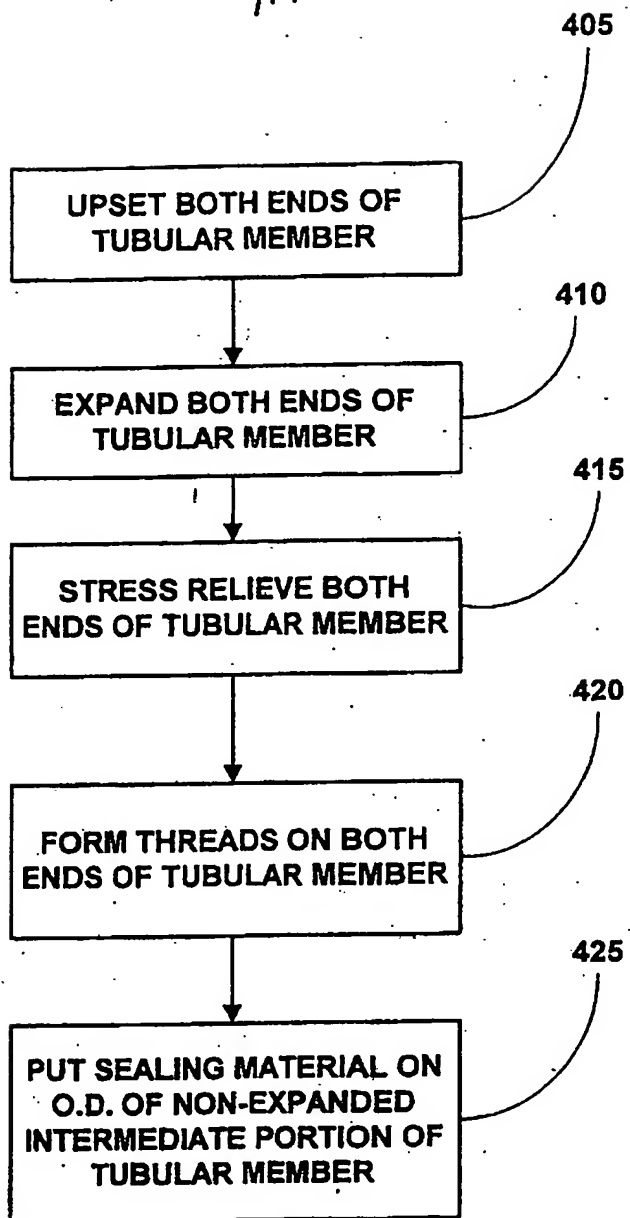 405
UPSET BOTH ENDS OF
TUBULAR MEMBER
410
EXPAND BOTH ENDS OF
TUBULAR MEMBER
415
STRESS RELIEVE BOTH
ENDS OF TUBULAR MEMBER
420
FORM THREADS ON BOTH
ENDS OF TUBULAR MEMBER
425
PUT SEALING MATERIAL ON
O.D. OF NON-EXPANDED
INTERMEDIATE PORTION OF
TUBULAR MEMBER